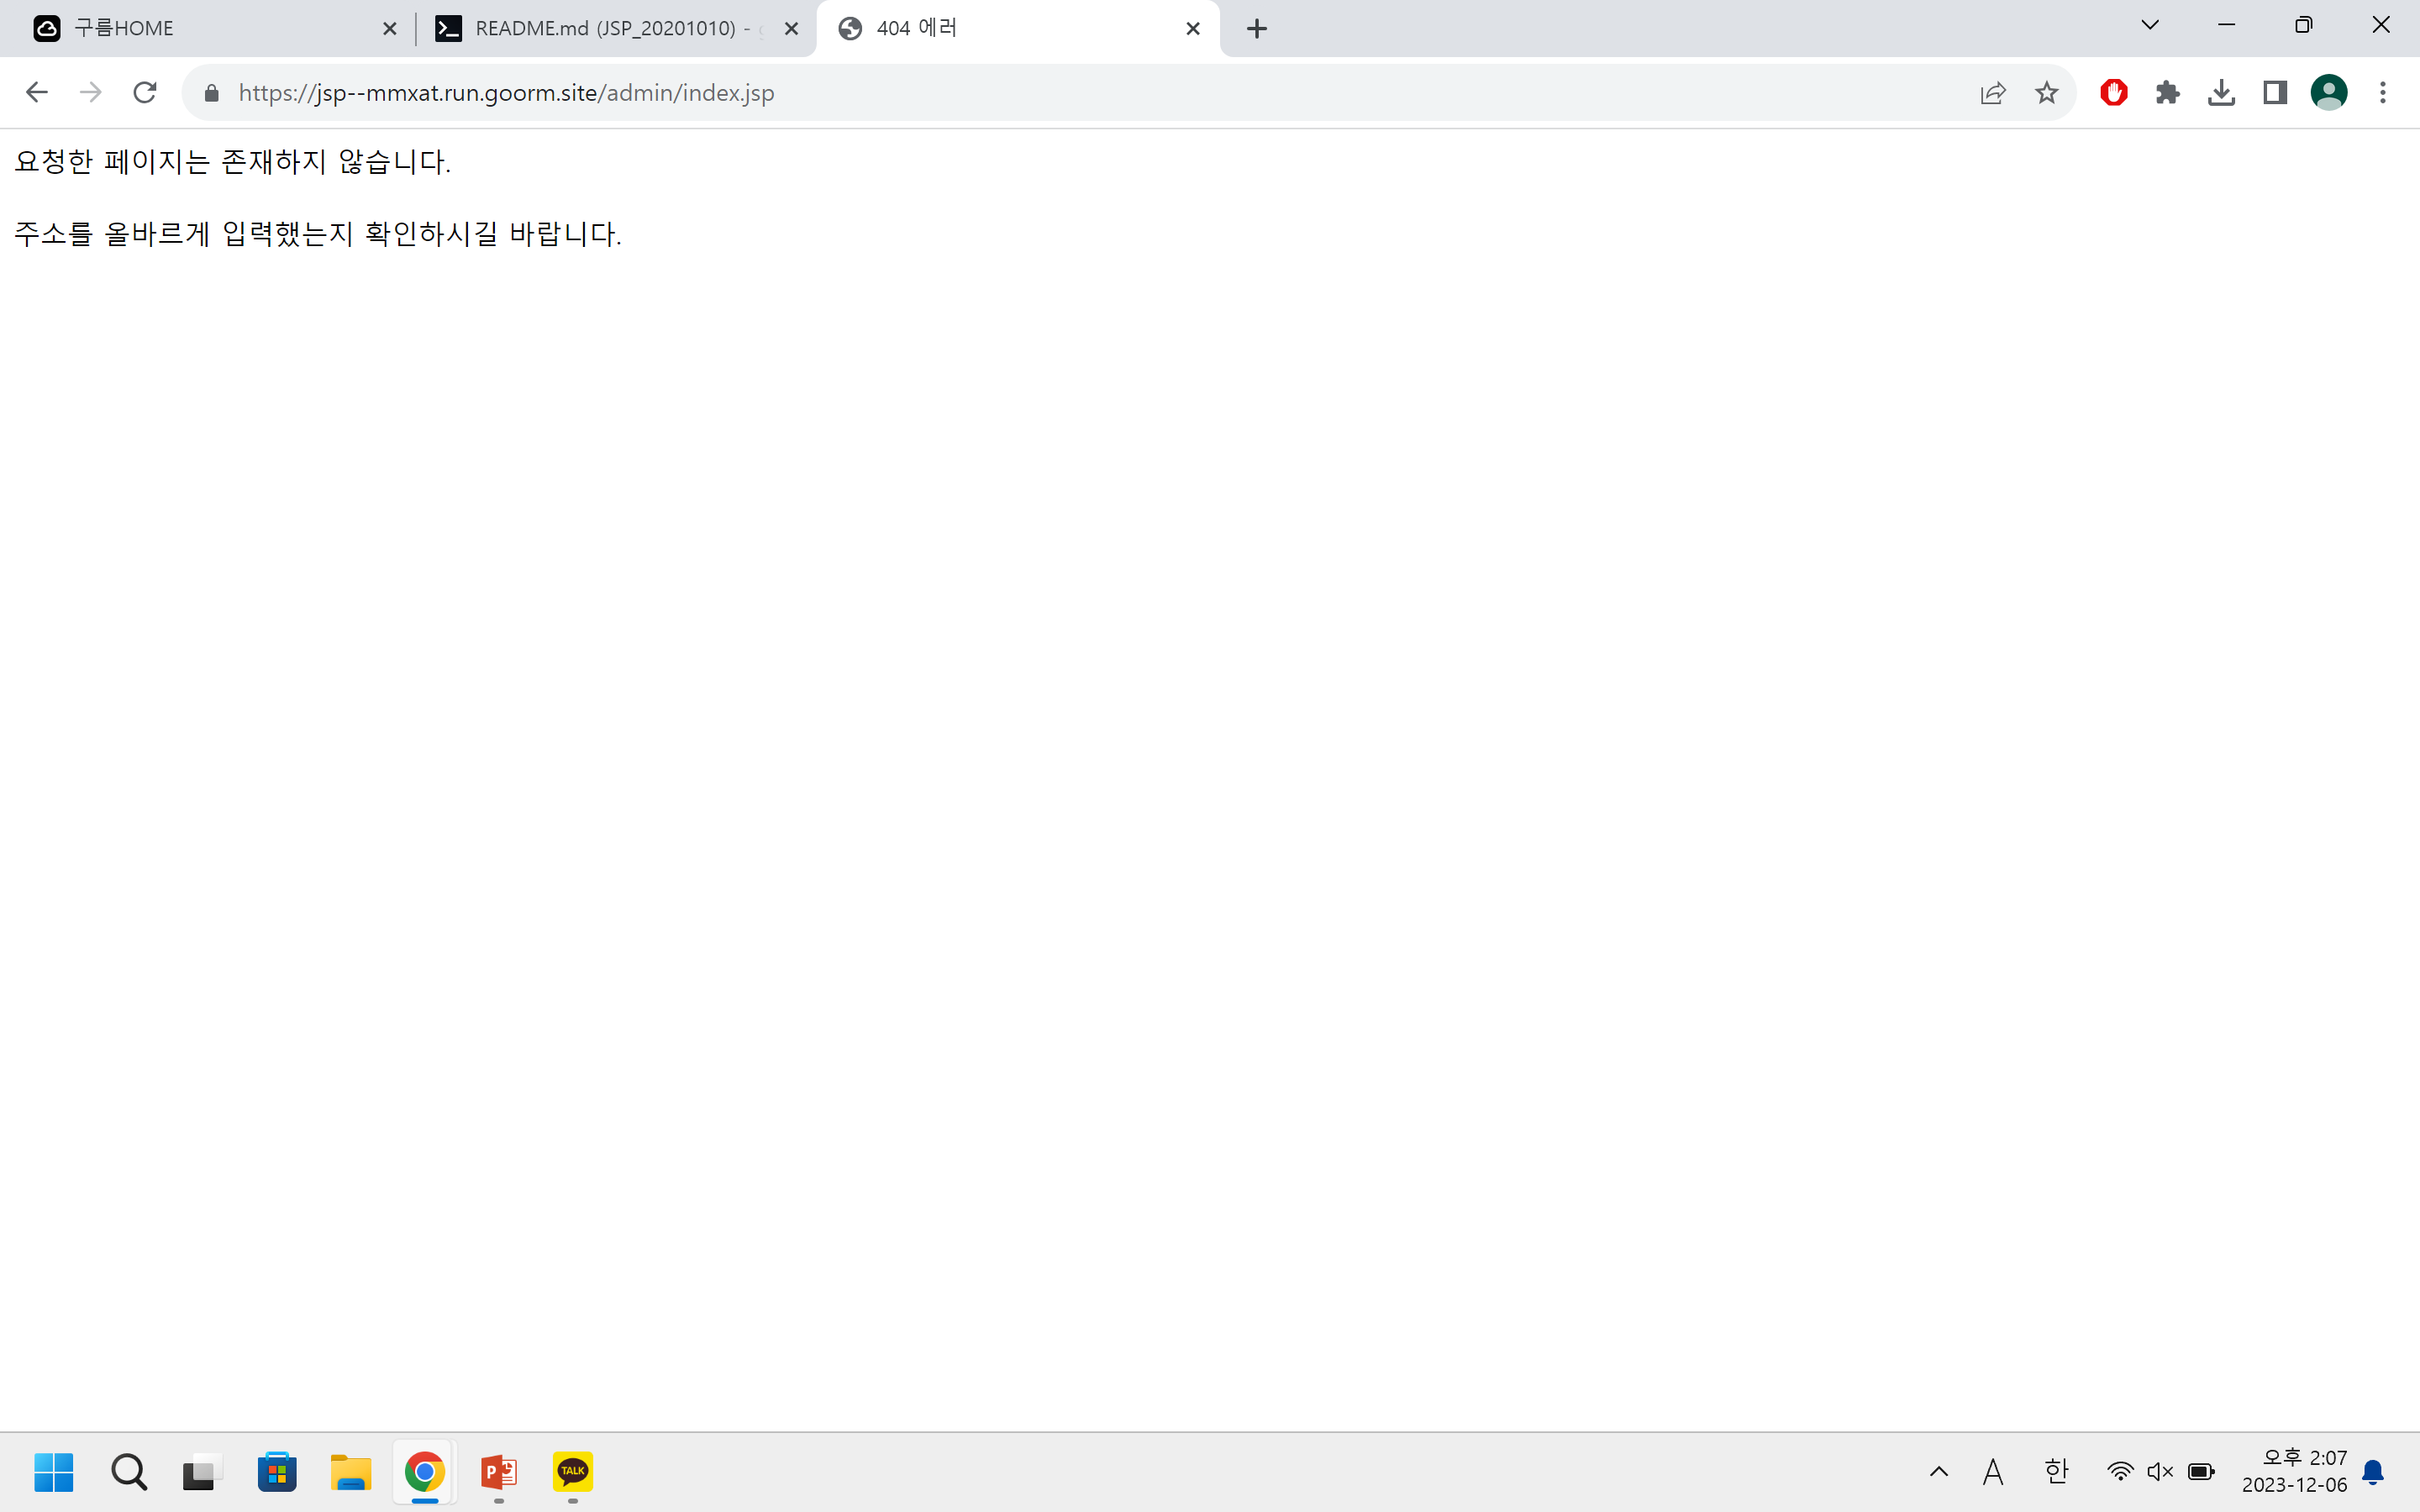 구름HOME
README.md (JSP_20201010) -
404 에러
https://jsp--mmxat.run.goorm.site/admin/index.jsp
요청한 페이지는 존재하지 않습니다.
주소를 올바르게 입력했는지 확인하시길 바랍니다.
P
TALK
A
한
오후 2:07
2023-12-06